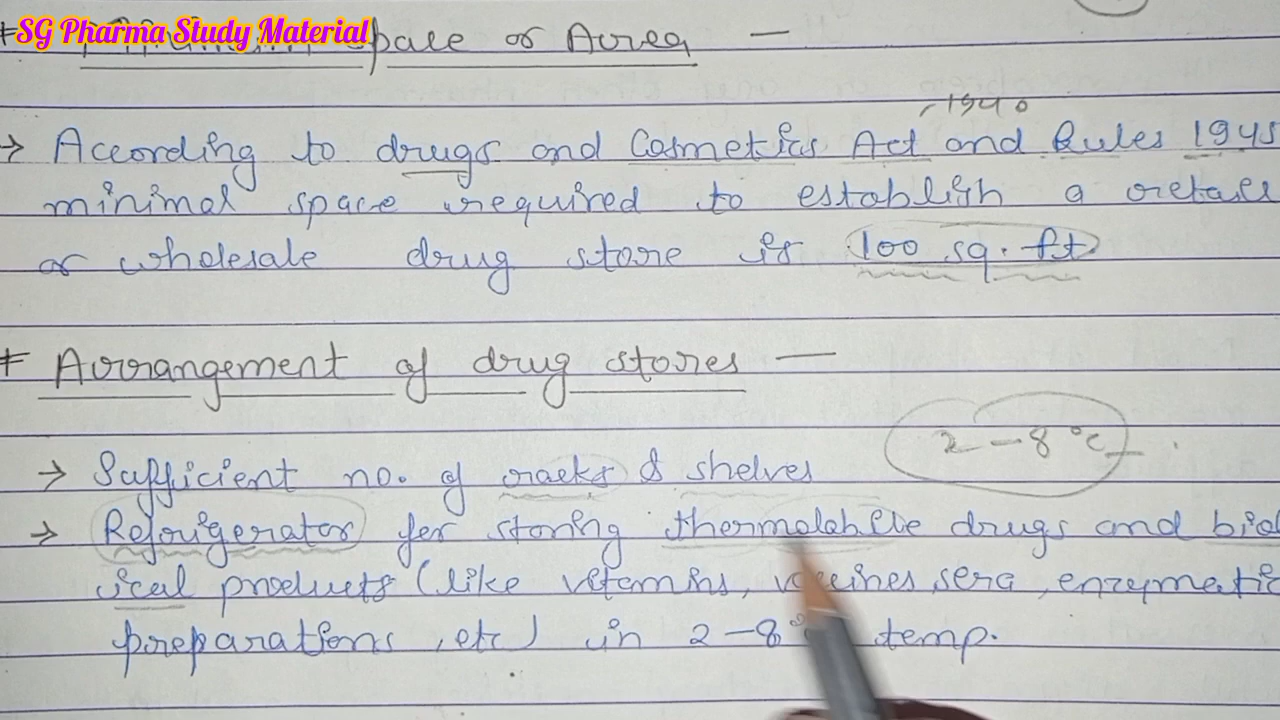 SG Pharma Study Material
* space or Area —
, 1940
→ According to drugs and Cosmetics Act and Rules 1945
minimal space required to establish a retail
or wholesale drug store is 100 sq. ft
* Arrangement of drug stores —
2 – 8 °c
→ Sufficient no. of racks & shelves
→ Refrigerator for storing thermolabile drugs and biol
ical products (like vitamins, vaccines, sera, enzymatic
preparations, etc) in 2 – 8° temp.